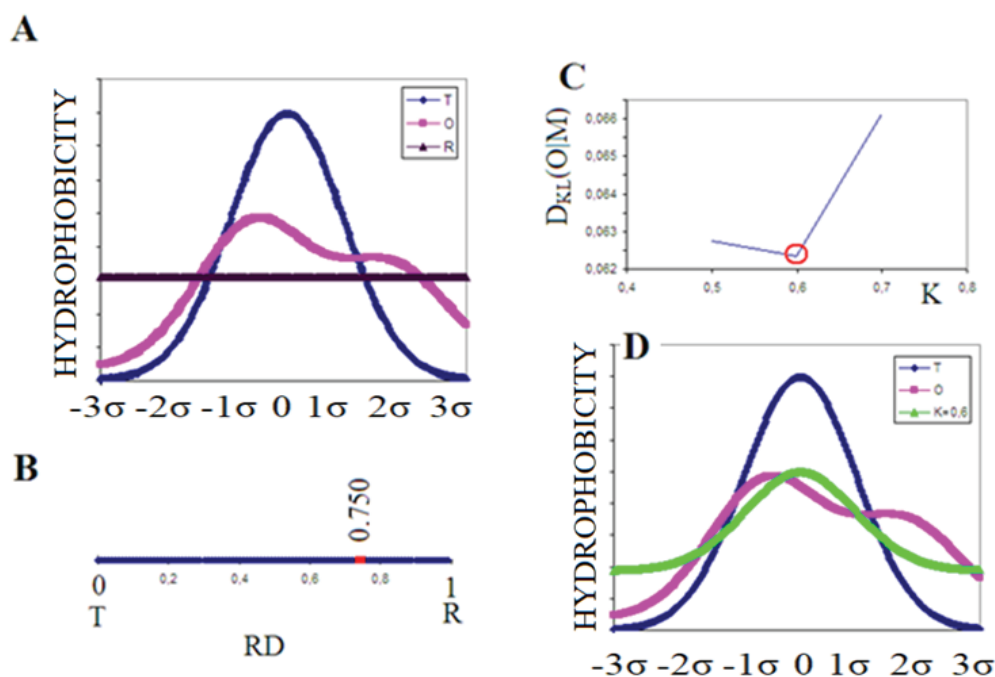 A
HYDROPHOBICITY
T
O
R
-3σ -2σ -1σ 0 1σ 2σ 3σ
B
0.750
0 0,2 0,4 0,6 0,8 1
T R
RD
C
D_KL(O|M)
0,066
0,065
0,064
0,063
0,062
0,4 0,5 0,6 0,7 0,8
K
D
HYDROPHOBICITY
T
O
K=0,6
-3σ -2σ -1σ 0 1σ 2σ 3σ